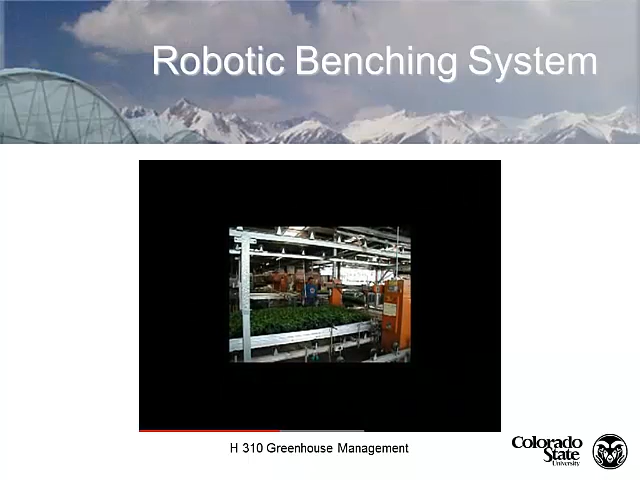 Robotic Benching System
H 310 Greenhouse Management
Colorado
State
University